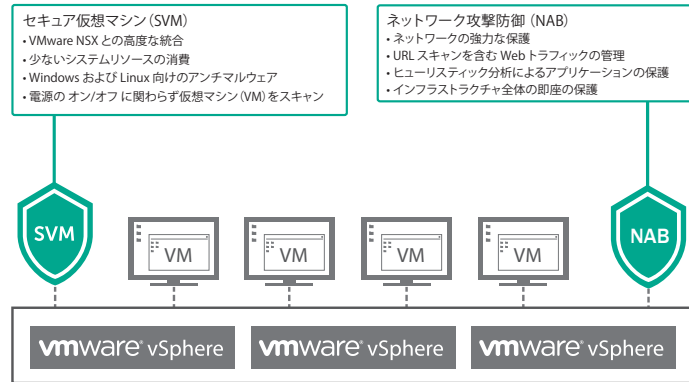 セキュア仮想マシン（SVM）
• VMware NSX との高度な統合
• 少ないシステムリソースの消費
• Windows および Linux 向けのアンチマルウェア
• 電源の オン/オフ に関わらず仮想マシン（VM）をスキャン
ネットワーク攻撃防御（NAB）
• ネットワークの強力な保護
• URL スキャンを含む Web トラフィックの管理
• ヒューリスティック分析によるアプリケーションの保護
• インフラストラクチャ全体の即座の保護
SVM
VM
VM
VM
VM
NAB
vmware® vSphere
vmware® vSphere
vmware® vSphere